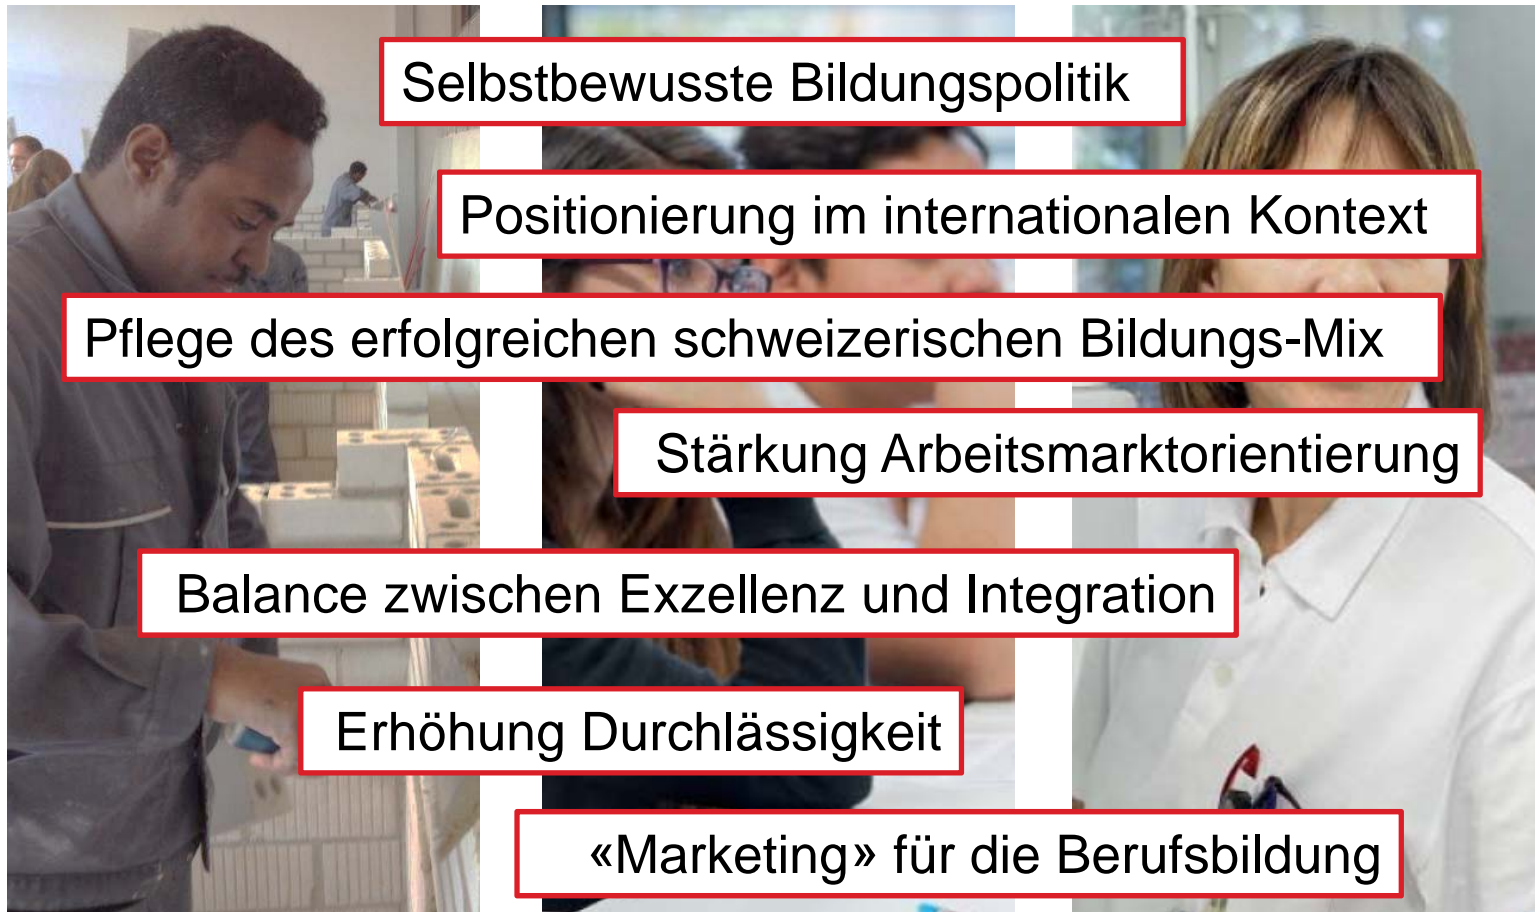 Selbstbewusste Bildungspolitik
Positionierung im internationalen Kontext
Pflege des erfolgreichen schweizerischen Bildungs-Mix
Stärkung Arbeitsmarktorientierung
Balance zwischen Exzellenz und Integration
Erhöhung Durchlässigkeit
«Marketing» für die Berufsbildung